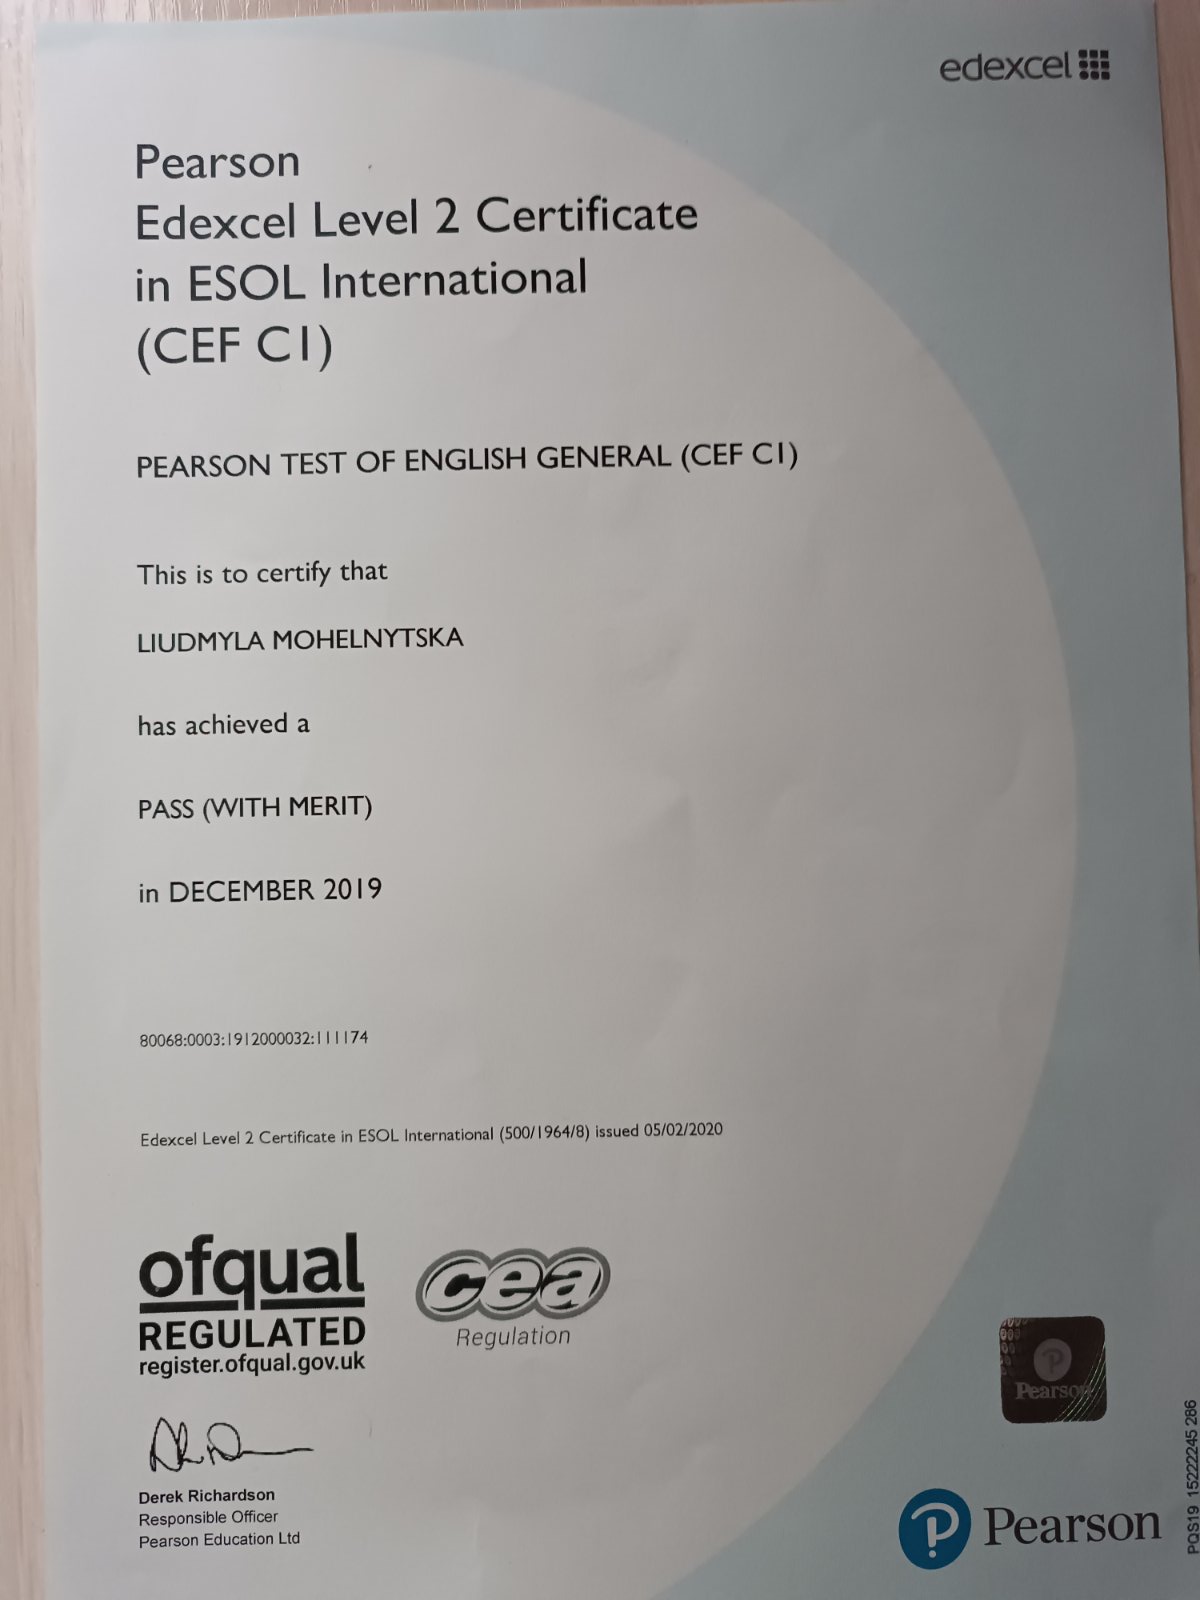 edexcel
Pearson
Edexcel Level 2 Certificate
in ESOL International
(CEF C1)
PEARSON TEST OF ENGLISH GENERAL (CEF C1)
This is to certify that
LIUDMYLA MOHELNYTSKA
has achieved a
PASS (WITH MERIT)
in DECEMBER 2019
80068:0003:1912000032:111174
Edexcel Level 2 Certificate in ESOL International (500/1964/8) issued 05/02/2020
ofqual
REGULATED
register.ofqual.gov.uk
cea
Regulation
Pearson
Derek Richardson
Responsible Officer
Pearson Education Ltd
Pearson
PQS19 15222245 286